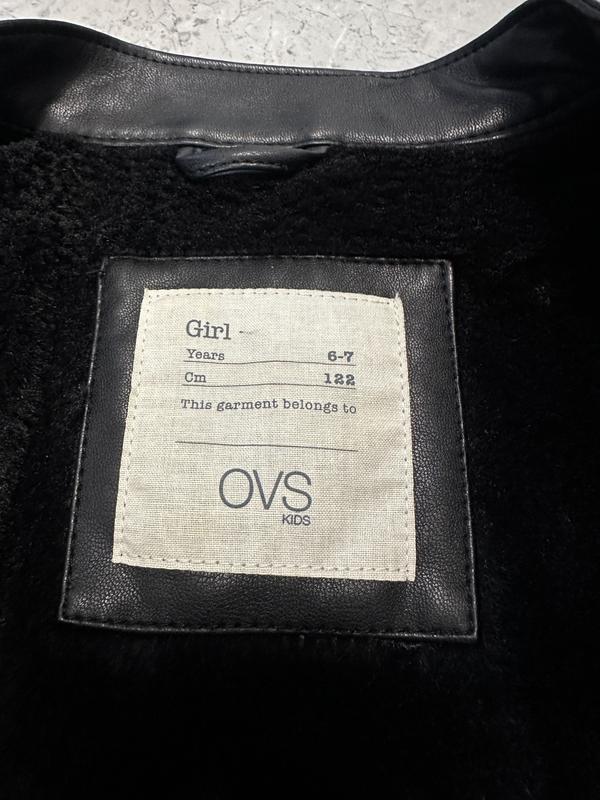 Girl
Years 6-7
Cm 122
This garment belongs to
OVS
KIDS